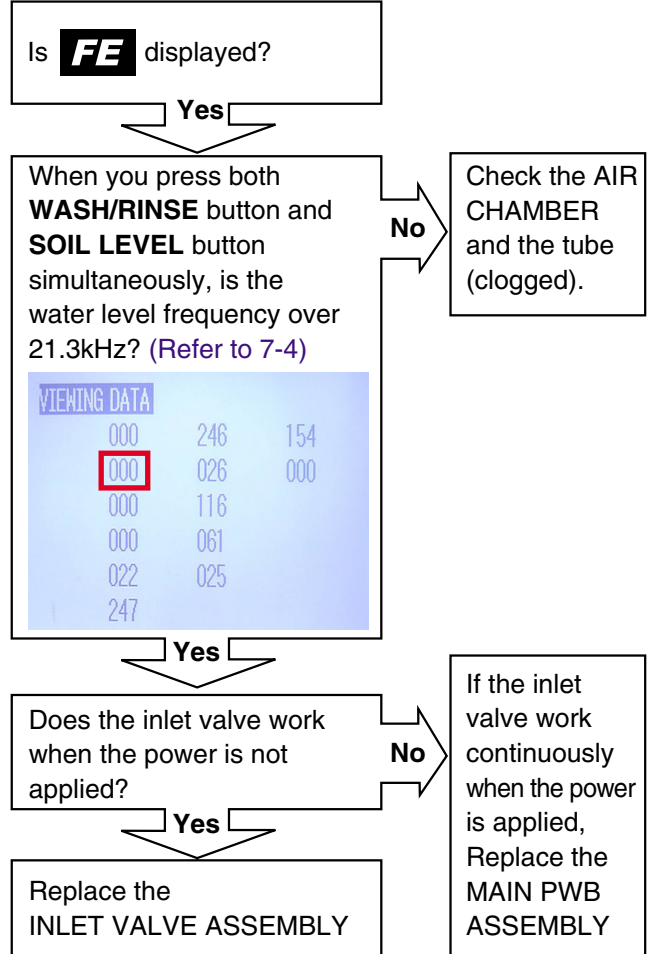 Is FE displayed?
Yes
When you press both
WASH/RINSE button and
SOIL LEVEL button
simultaneously, is the
water level frequency over
21.3kHz? (Refer to 7-4)
No
Check the AIR
CHAMBER
and the tube
(clogged).
VIEWING DATA
000 246 154
000 026 000
000 116
000 061
022 025
247
Yes
Does the inlet valve work
when the power is not
applied?
No
If the inlet
valve work
continuously
when the power
is applied,
Replace the
MAIN PWB
ASSEMBLY
Yes
Replace the
INLET VALVE ASSEMBLY